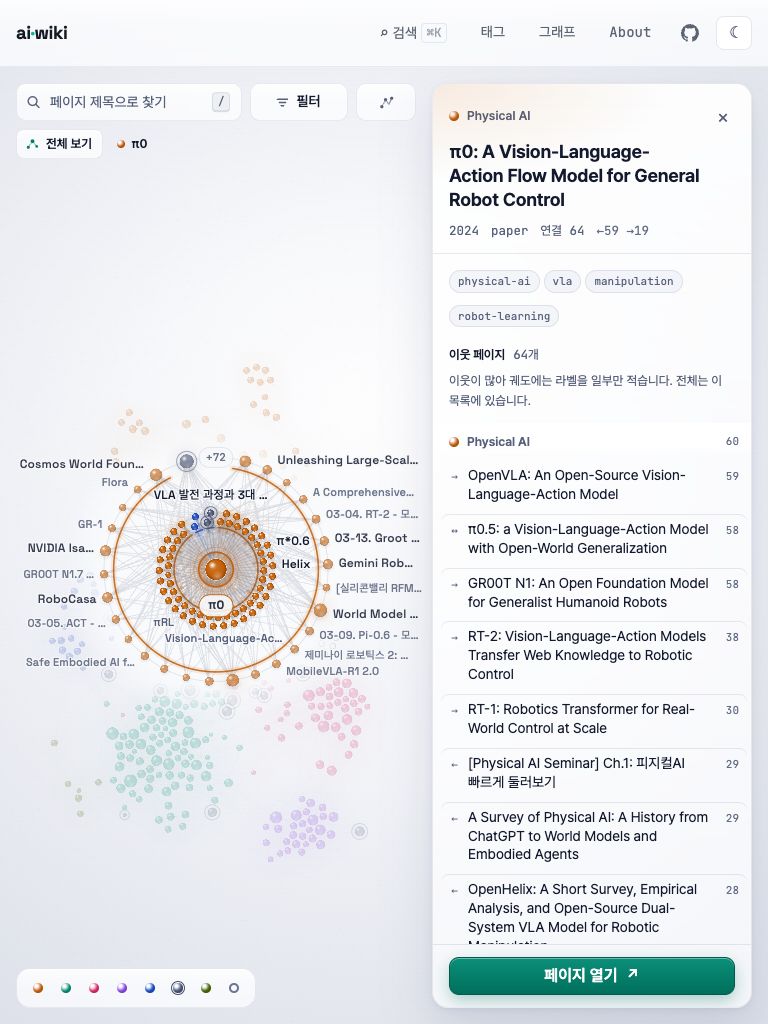 ai·wiki
검색 ⌘K
태그
그래프
About
페이지 제목으로 찾기 /
필터
전체 보기
π0
+72
Cosmos World Foun...
Unleashing Large-Scal...
Flora
VLA 발전 과정과 3대 ...
A Comprehensive...
03-04. RT-2 - 모...
GR-1
π*0.6
03-13. Groot ...
NVIDIA Isa...
Helix
Gemini Rob...
GR00T N1.7 ...
[실리콘밸리 RFM...
RoboCasa
π0
World Model ...
03-05. ACT - ...
πRL
03-09. Pi-0.6 - 모...
Vision-Language-Ac...
제미나이 로보틱스 2: ...
Safe Embodied AI f...
MobileVLA-R1 2.0
Physical AI
×
π0: A Vision-Language-
Action Flow Model for General
Robot Control
2024 paper 연결 64 ←59 →19
physical-ai vla manipulation
robot-learning
이웃 페이지 64개
이웃이 많아 궤도에는 라벨을 일부만 적습니다. 전체는 이
목록에 있습니다.
Physical AI 60
→ OpenVLA: An Open-Source Vision- 59
Language-Action Model
↔ π0.5: a Vision-Language-Action Model 58
with Open-World Generalization
→ GR00T N1: An Open Foundation Model 58
for Generalist Humanoid Robots
→ RT-2: Vision-Language-Action Models 38
Transfer Web Knowledge to Robotic
Control
→ RT-1: Robotics Transformer for Real- 30
World Control at Scale
← [Physical AI Seminar] Ch.1: 피지컬AI 29
빠르게 둘러보기
← A Survey of Physical AI: A History from 29
ChatGPT to World Models and
Embodied Agents
← OpenHelix: A Short Survey, Empirical 28
Analysis, and Open-Source Dual-
System VLA Model for Robotic
Manipulation
페이지 열기 ↗